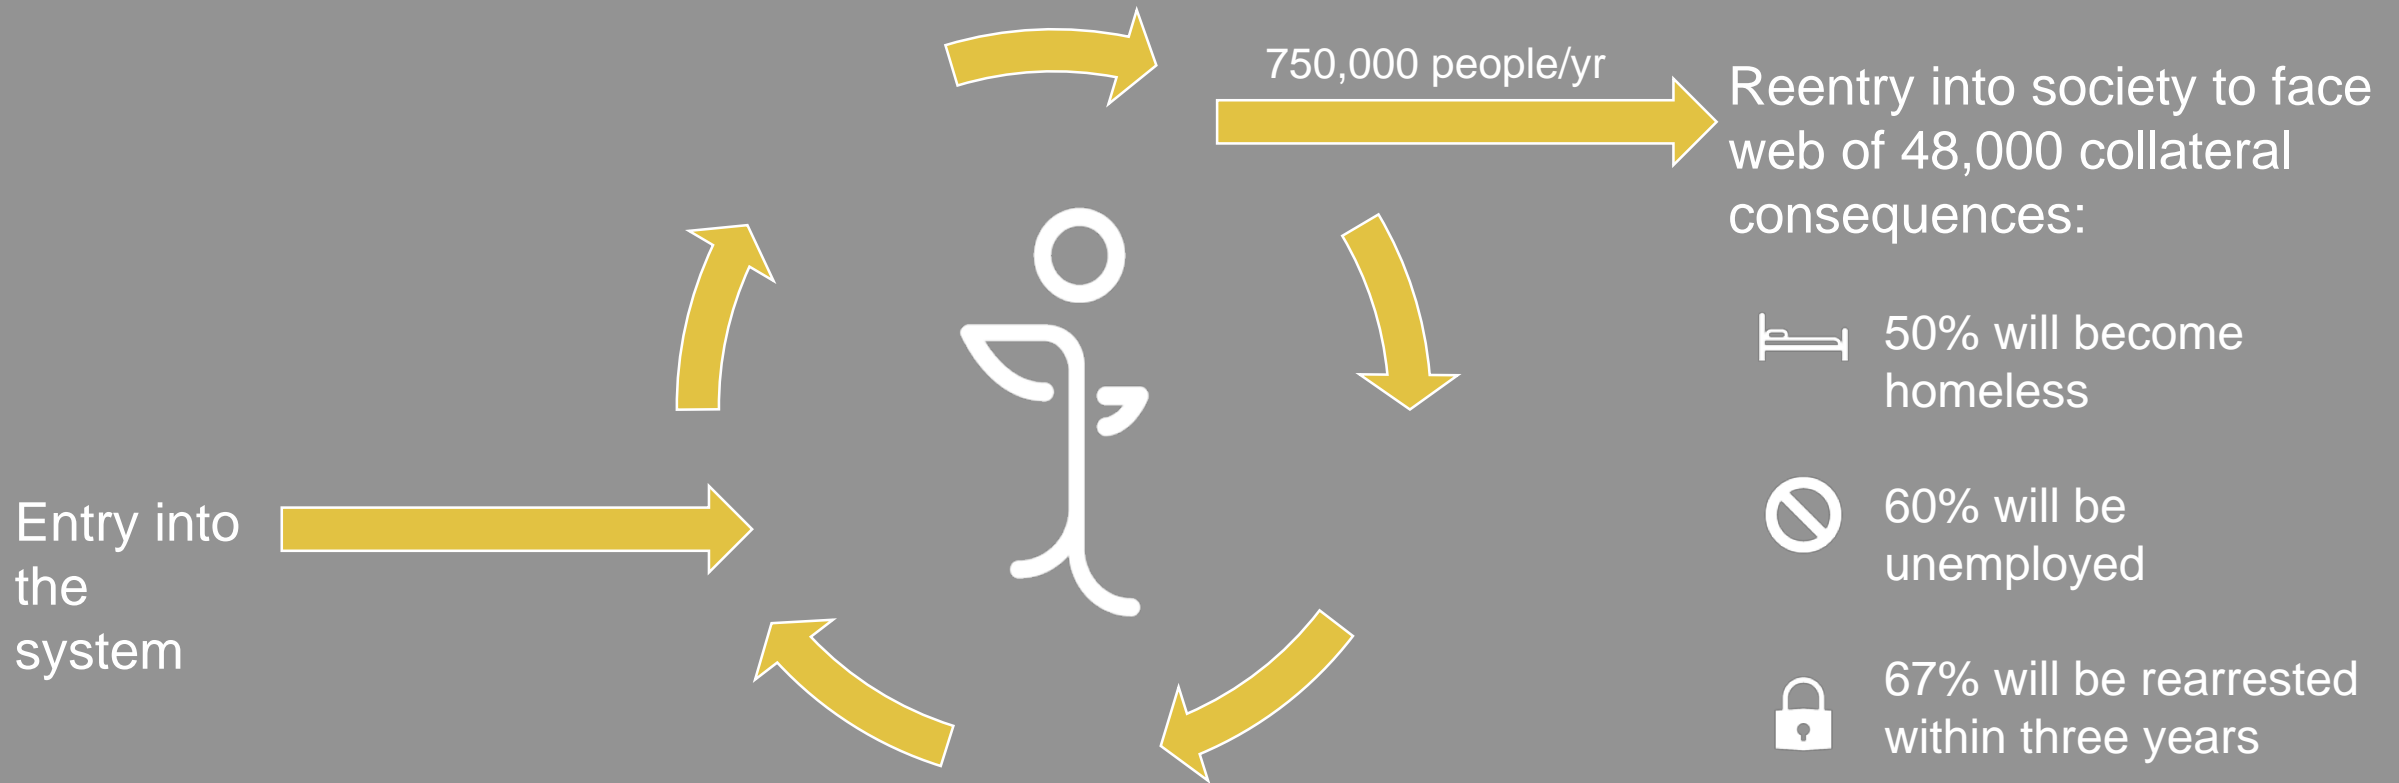 750,000 people/yr
Reentry into society to face
web of 48,000 collateral
consequences:
50% will become
homeless
Entry into
the
system
60% will be
unemployed
67% will be rearrested
within three years